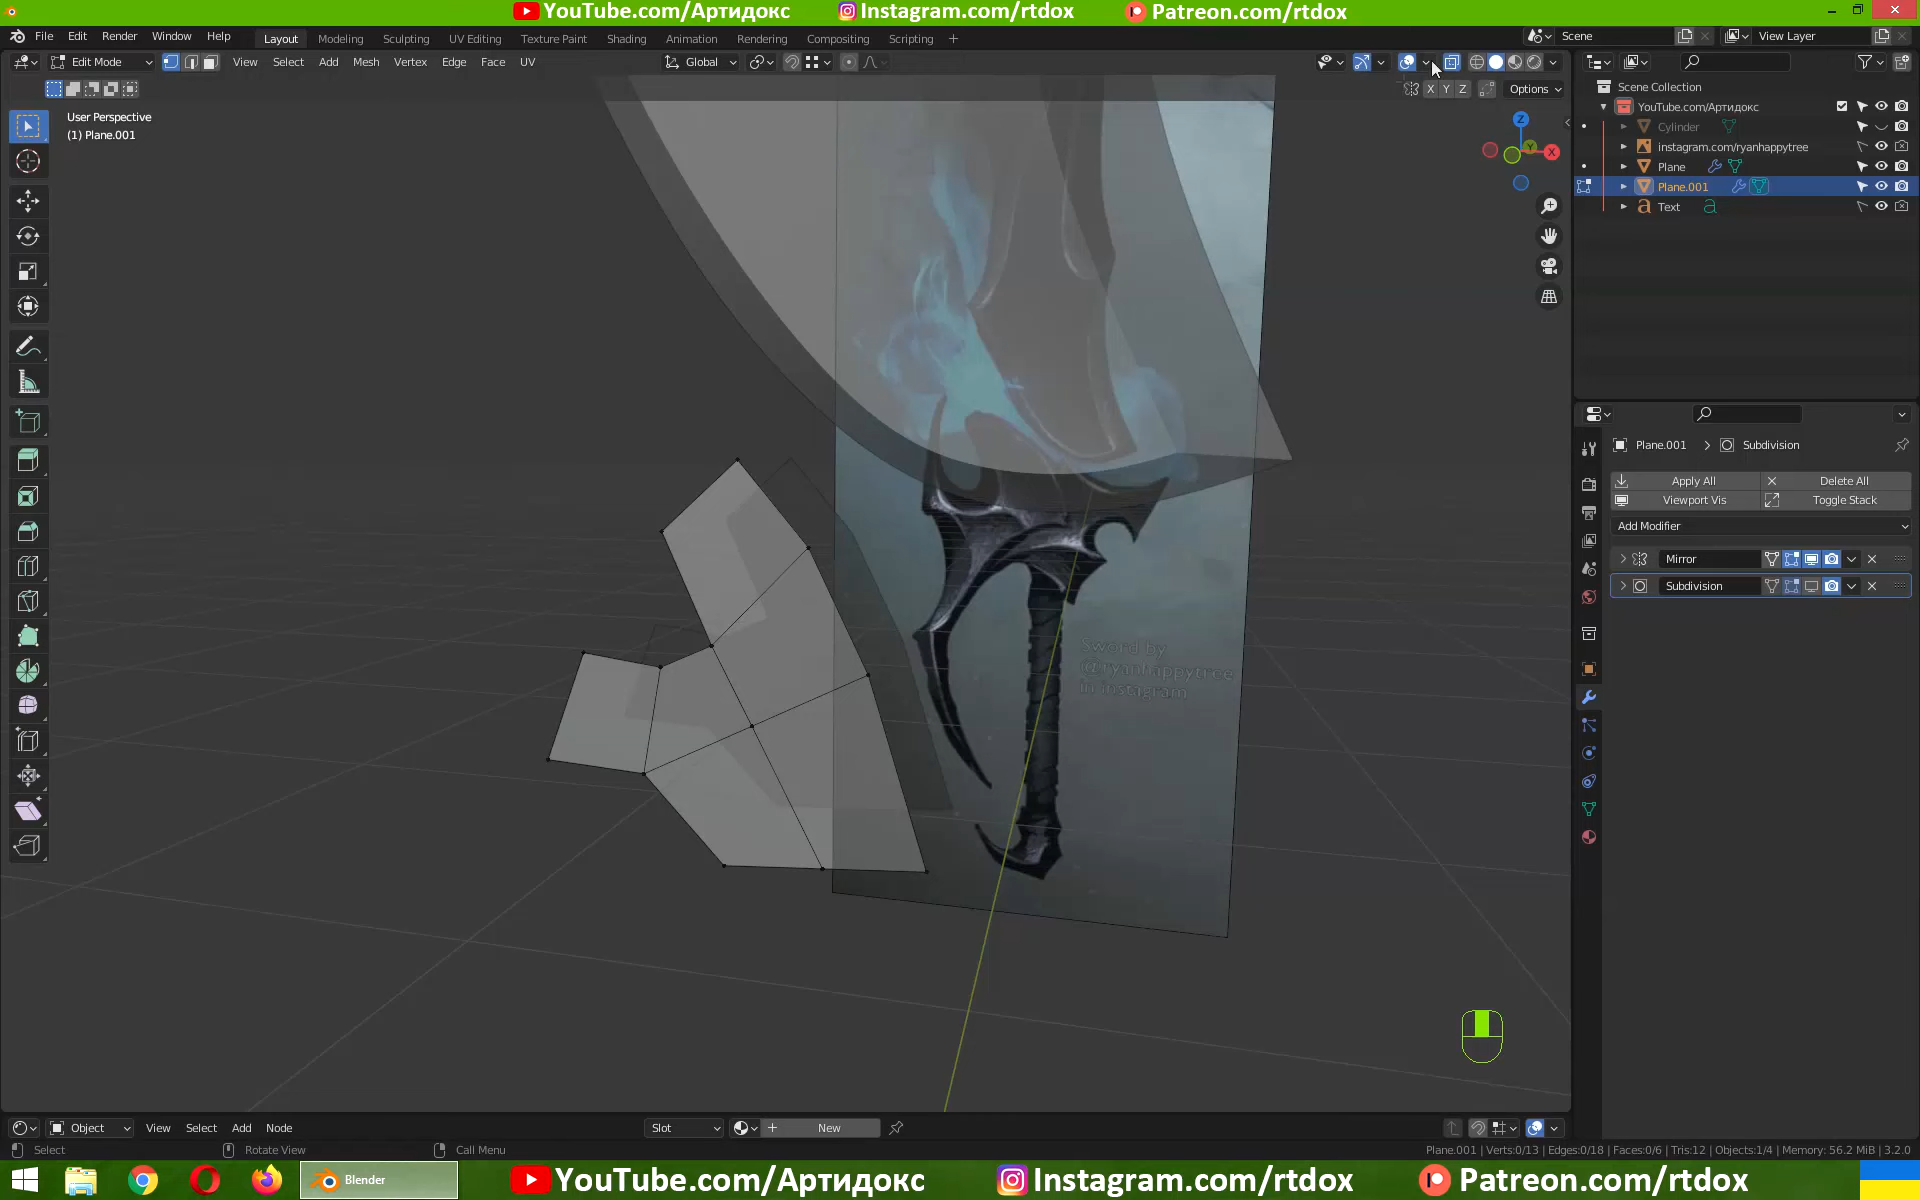 YouTube.com/Артидокс Instagram.com/rtdox Patreon.com/rtdox
File Edit Render Window Help Layout Modeling Sculpting UV Editing Texture Paint Shading Animation Rendering Compositing Scripting Scene View Layer
Edit Mode View Select Add Mesh Vertex Edge Face UV Global
X Y Z Options
User Perspective
(1) Plane.001
Z
X
Y
Scene Collection
YouTube.com/Артидокс
Cylinder
instagram.com/ryanhappytree
Plane
Plane.001
Text
Sword by
@ryanhappytree
in instagram
Plane.001 > Subdivision
Apply All Delete All
Viewport Vis Toggle Stack
Add Modifier
Mirror
Subdivision
Object View Select Add Node Slot New
Select Rotate View Call Menu Plane.001 | Verts:0/13 | Edges:0/18 | Faces:0/6 | Tris:12 | Objects:1/4 | Memory: 56.2 MiB | 3.2.0
Blender YouTube.com/Артидокс Instagram.com/rtdox Patreon.com/rtdox